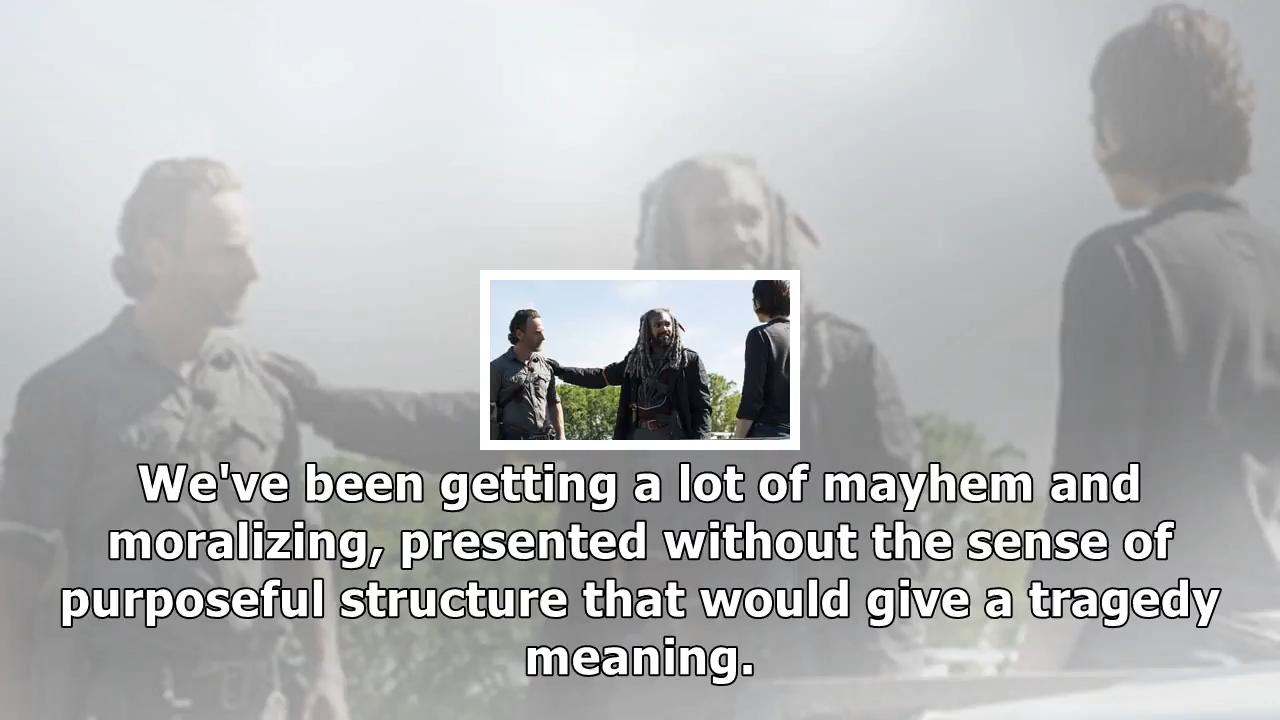 We've been getting a lot of mayhem and
moralizing, presented without the sense of
purposeful structure that would give a tragedy
meaning.